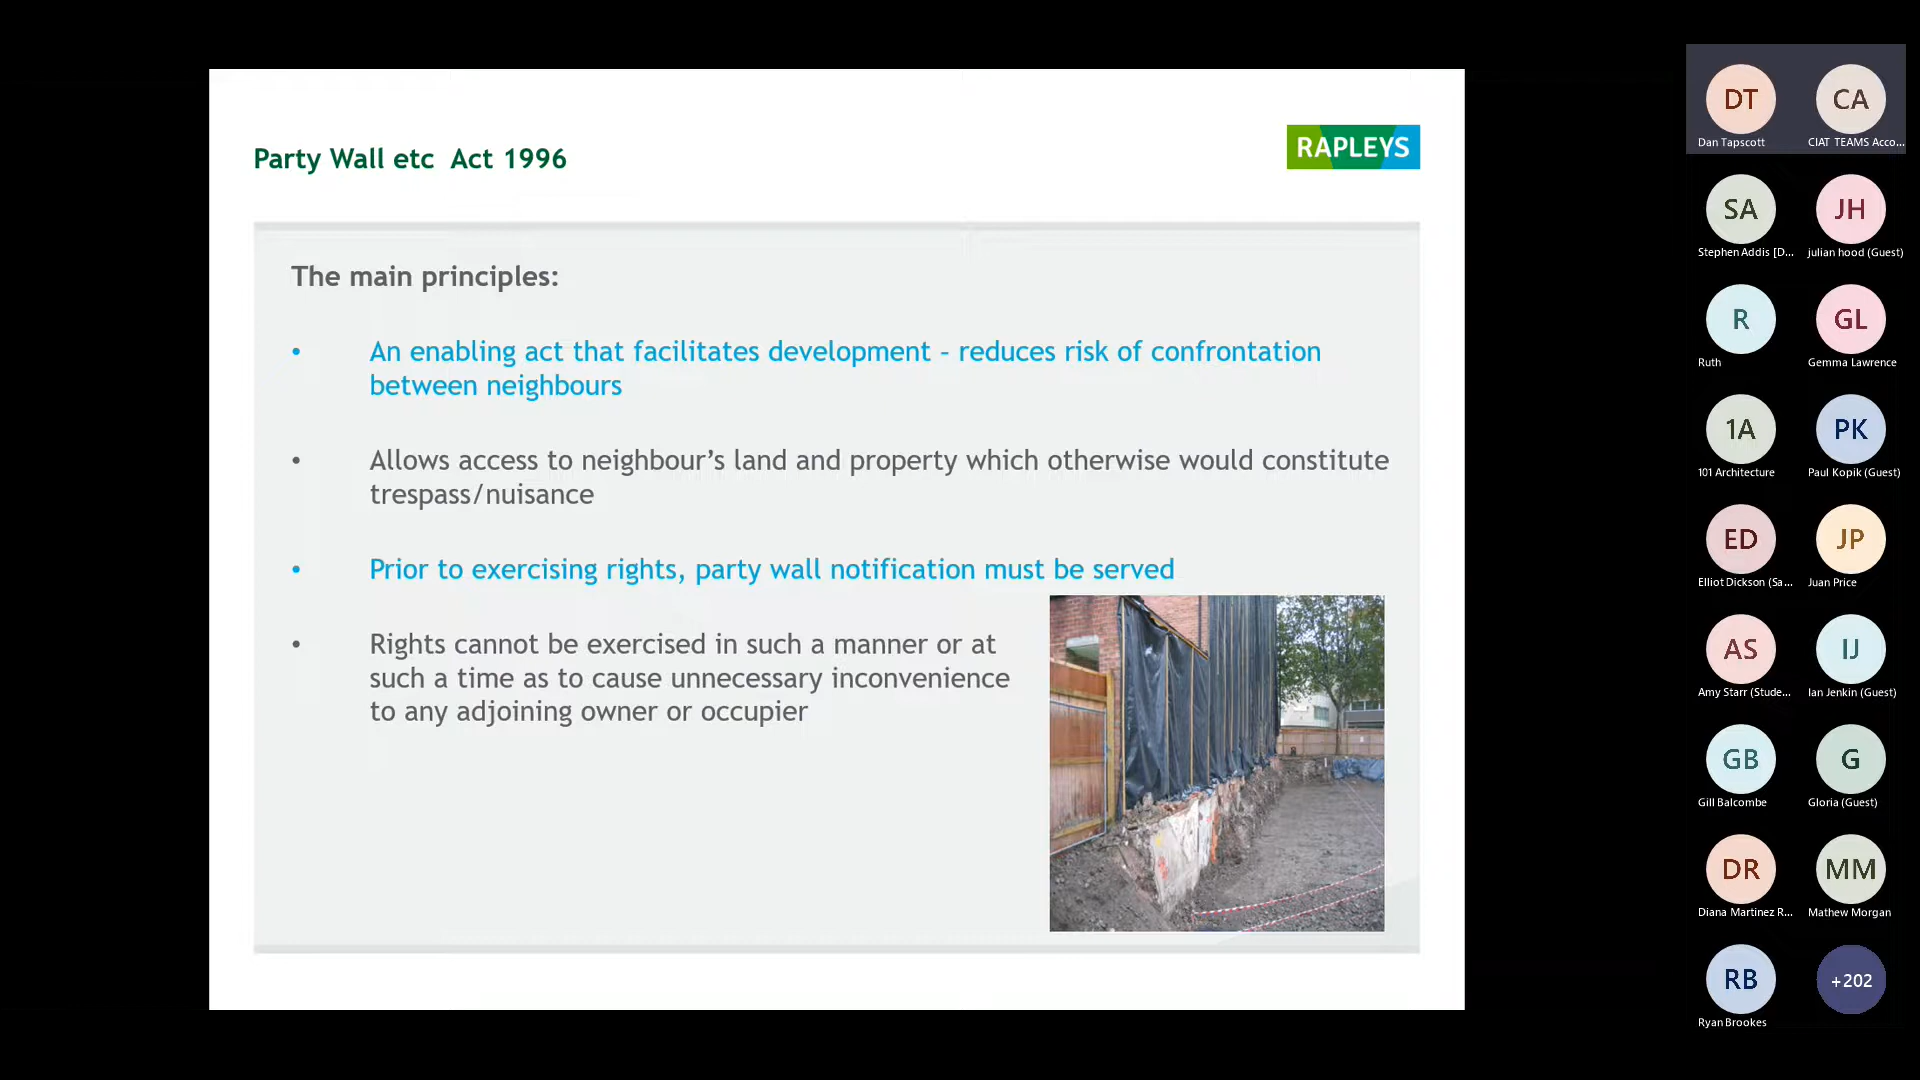 Party Wall etc  Act 1996
RAPLEYS
The main principles:
• An enabling act that facilitates development – reduces risk of confrontation
between neighbours
• Allows access to neighbour’s land and property which otherwise would constitute
trespass/nuisance
• Prior to exercising rights, party wall notification must be served
• Rights cannot be exercised in such a manner or at
such a time as to cause unnecessary inconvenience
to any adjoining owner or occupier
DT CA
Dan Tapscott CIAT TEAMS Acco...
SA JH
Stephen Addis [D... julian hood (Guest)
R GL
Ruth Gemma Lawrence
1A PK
101 Architecture Paul Kopik (Guest)
ED JP
Elliot Dickson (Sa... Juan Price
AS IJ
Amy Starr (Stude... Ian Jenkin (Guest)
GB G
Gill Balcombe Gloria (Guest)
DR MM
Diana Martinez R... Mathew Morgan
RB +202
Ryan Brookes